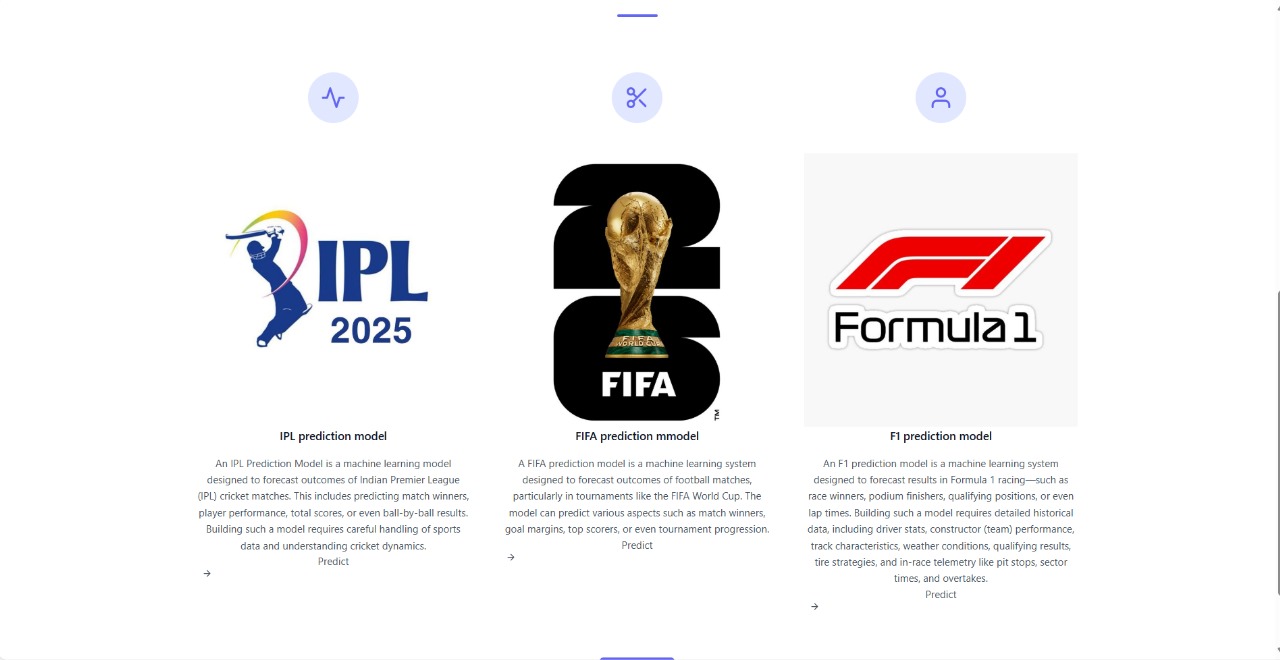 IPL
2025
FIFA
WORLD CUP
FIFA
TM
Formula 1
IPL prediction model
An IPL Prediction Model is a machine learning model
designed to forecast outcomes of Indian Premier League
(IPL) cricket matches. This includes predicting match winners,
player performance, total scores, or even ball-by-ball results.
Building such a model requires careful handling of sports
data and understanding cricket dynamics.
Predict
→
FIFA prediction mmodel
A FIFA prediction model is a machine learning system
designed to forecast outcomes of football matches,
particularly in tournaments like the FIFA World Cup. The
model can predict various aspects such as match winners,
goal margins, top scorers, or even tournament progression.
Predict
→
F1 prediction model
An F1 prediction model is a machine learning system
designed to forecast results in Formula 1 racing—such as
race winners, podium finishers, qualifying positions, or even
lap times. Building such a model requires detailed historical
data, including driver stats, constructor (team) performance,
track characteristics, weather conditions, qualifying results,
tire strategies, and in-race telemetry like pit stops, sector
times, and overtakes.
Predict
→